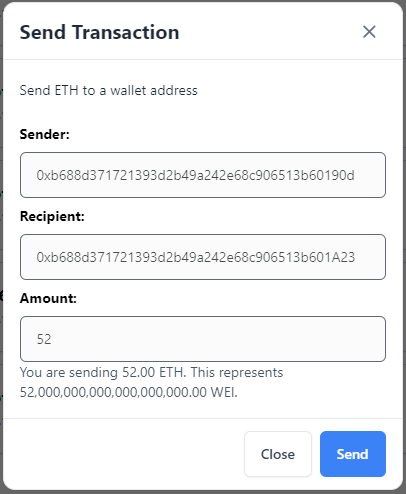 Send Transaction
Send ETH to a wallet address
Sender:
0xb688d371721393d2b49a242e68c906513b60190d
Recipient:
0xb688d371721393d2b49a242e68c906513b601A23
Amount:
52
You are sending 52.00 ETH. This represents
52,000,000,000,000,000,000.00 WEI.
Close
Send